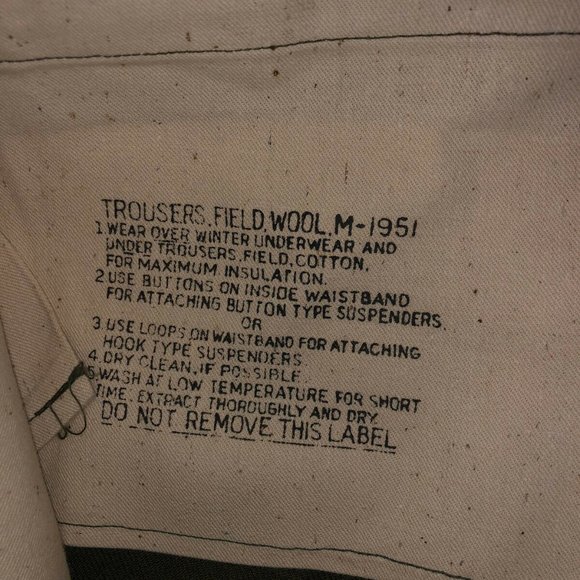 TROUSERS, FIELD, WOOL, M-1951
1. WEAR OVER WINTER UNDERWEAR AND
UNDER TROUSERS, FIELD, COTTON,
FOR MAXIMUM INSULATION.
2. USE BUTTONS ON INSIDE WAISTBAND
FOR ATTACHING BUTTON TYPE SUSPENDERS.
OR
3. USE LOOPS ON WAISTBAND FOR ATTACHING
HOOK TYPE SUSPENDERS
4. DRY CLEAN, IF POSSIBLE.
5. WASH AT LOW TEMPERATURE FOR SHORT
TIME. EXTRACT THOROUGHLY AND DRY.
DO NOT REMOVE THIS LABEL